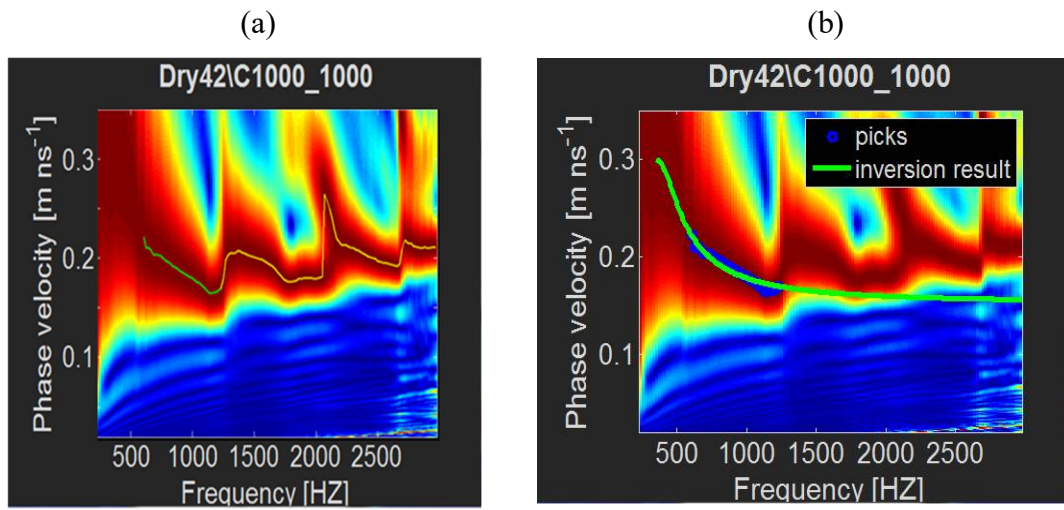 (a)
(b)
Dry42\C1000_1000
Phase velocity [m ns⁻¹]
0.3
0.2
0.1
500 1000 1500 2000 2500
Frequency [HZ]
Dry42\C1000_1000
picks
inversion result
Phase velocity [m ns⁻¹]
0.3
0.2
0.1
500 1000 1500 2000 2500
Frequency [HZ]